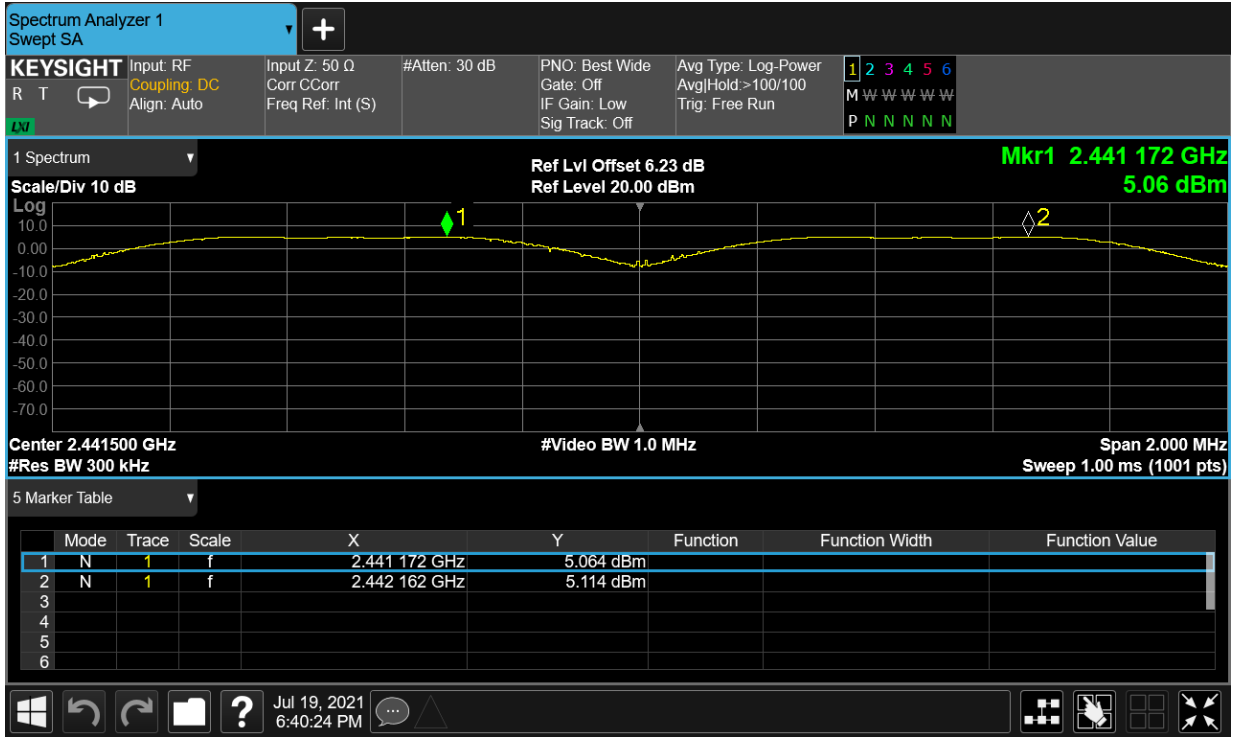 Spectrum Analyzer 1
Swept SA
KEYSIGHT
R T
LXI
Input: RF
Coupling: DC
Align: Auto
Input Z: 50 Ω
Corr CCorr
Freq Ref: Int (S)
#Atten: 30 dB
PNO: Best Wide
Gate: Off
IF Gain: Low
Sig Track: Off
Avg Type: Log-Power
Avg|Hold:>100/100
Trig: Free Run
1 2 3 4 5 6
M W W W W W
P N N N N N
1 Spectrum
Scale/Div 10 dB
Ref Lvl Offset 6.23 dB
Ref Level 20.00 dBm
Mkr1 2.441 172 GHz
5.06 dBm
Log
10.0
0.00
-10.0
-20.0
-30.0
-40.0
-50.0
-60.0
-70.0
1
2
Center 2.441500 GHz
#Res BW 300 kHz
#Video BW 1.0 MHz
Span 2.000 MHz
Sweep 1.00 ms (1001 pts)
5 Marker Table
Mode Trace Scale X Y Function Function Width Function Value
1 N 1 f 2.441 172 GHz 5.064 dBm
2 N 1 f 2.442 162 GHz 5.114 dBm
3
4
5
6
?
Jul 19, 2021
6:40:24 PM